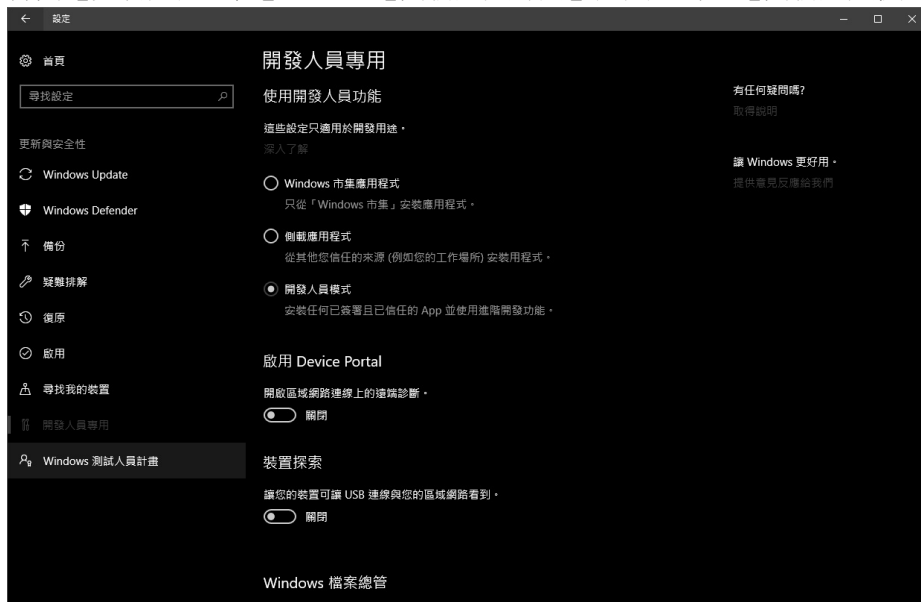 設定
首頁
尋找設定
更新與安全性
Windows Update
Windows Defender
備份
疑難排解
復原
啟用
尋找我的裝置
開發人員專用
Windows 測試人員計畫
開發人員專用
使用開發人員功能
這些設定只適用於開發用途。
深入了解
Windows 市集應用程式
只從「Windows 市集」安裝應用程式。
側載應用程式
從其他您信任的來源 (例如您的工作場所) 安裝用程式。
開發人員模式
安裝任何已簽署且已信任的 App 並使用進階開發功能。
啟用 Device Portal
開啟區域網路連線上的遠端診斷。
關閉
裝置探索
讓您的裝置可讓 USB 連線與您的區域網路看到。
關閉
Windows 檔案總管
有任何疑問嗎?
取得說明
讓 Windows 更好用。
提供意見反應給我們